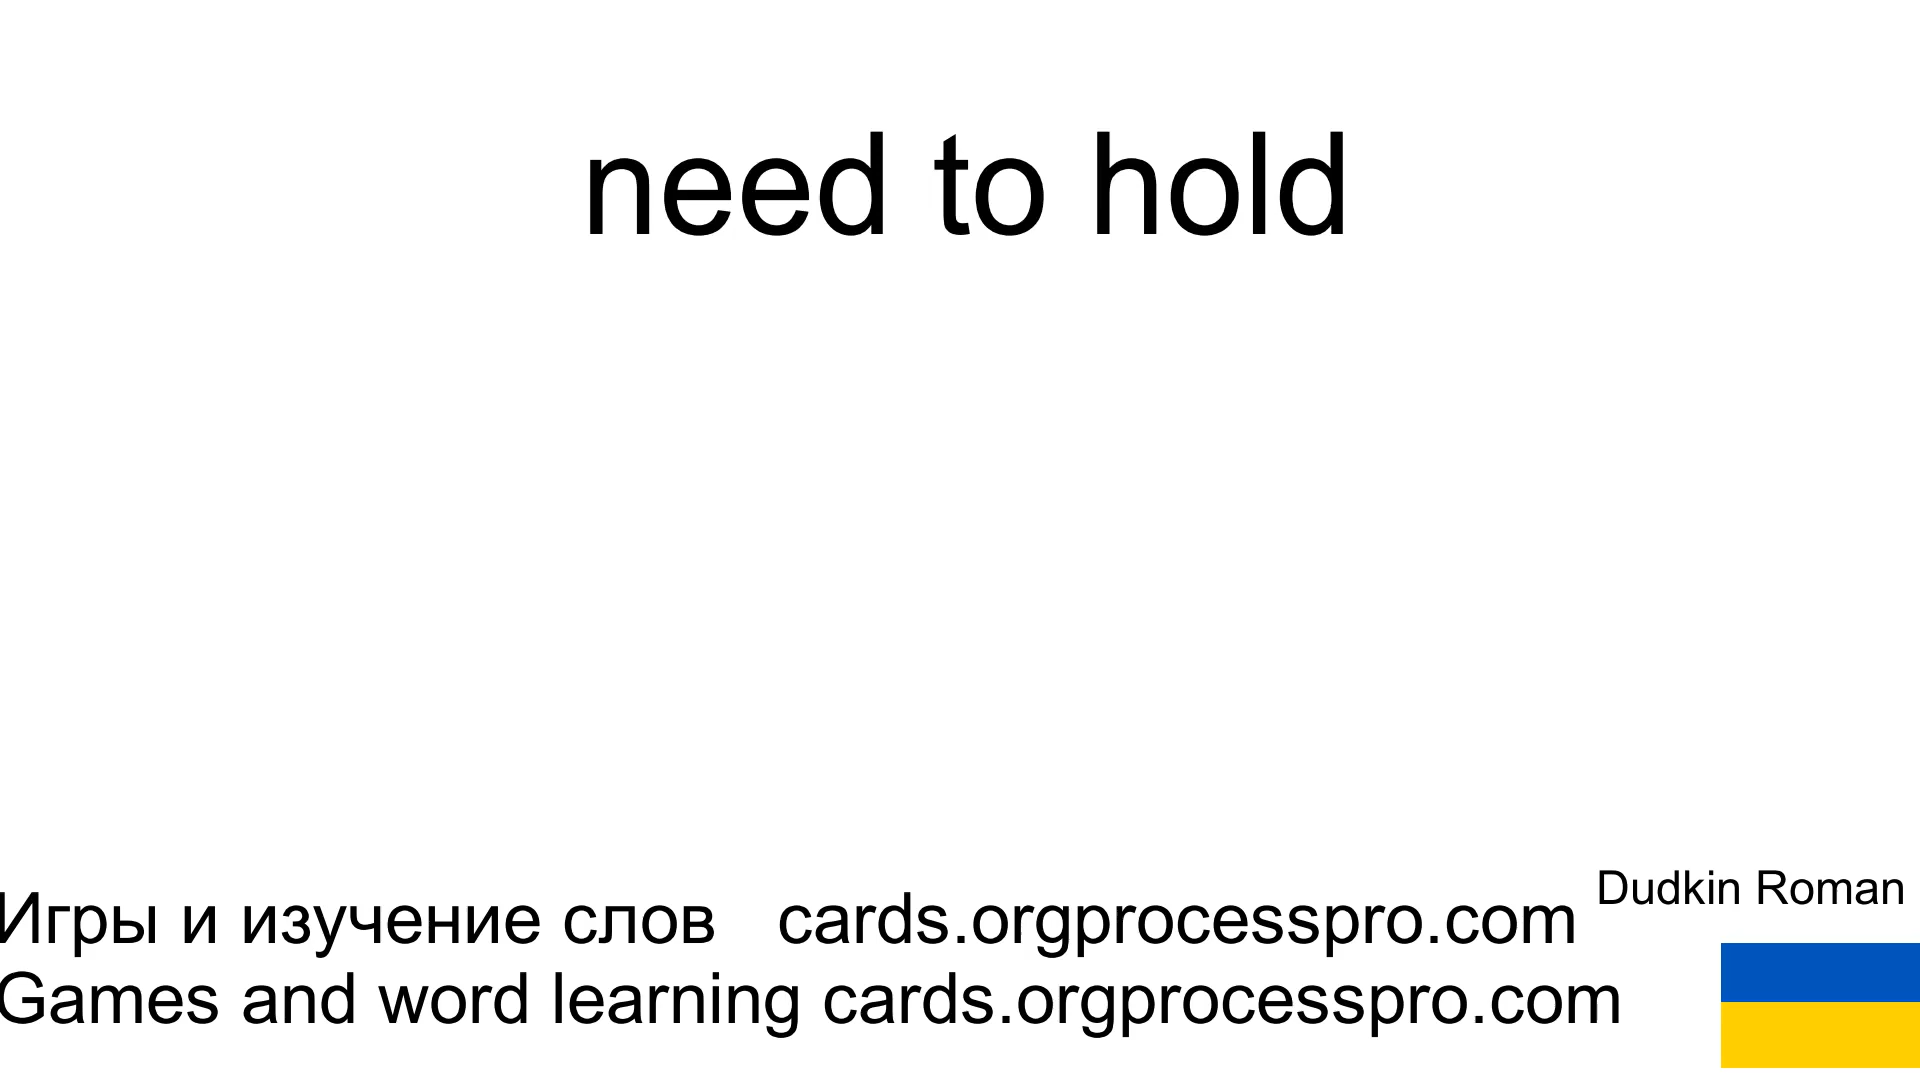 need to hold
Dudkin Roman
Игры и изучение слов cards.orgprocesspro.com
Games and word learning cards.orgprocesspro.com